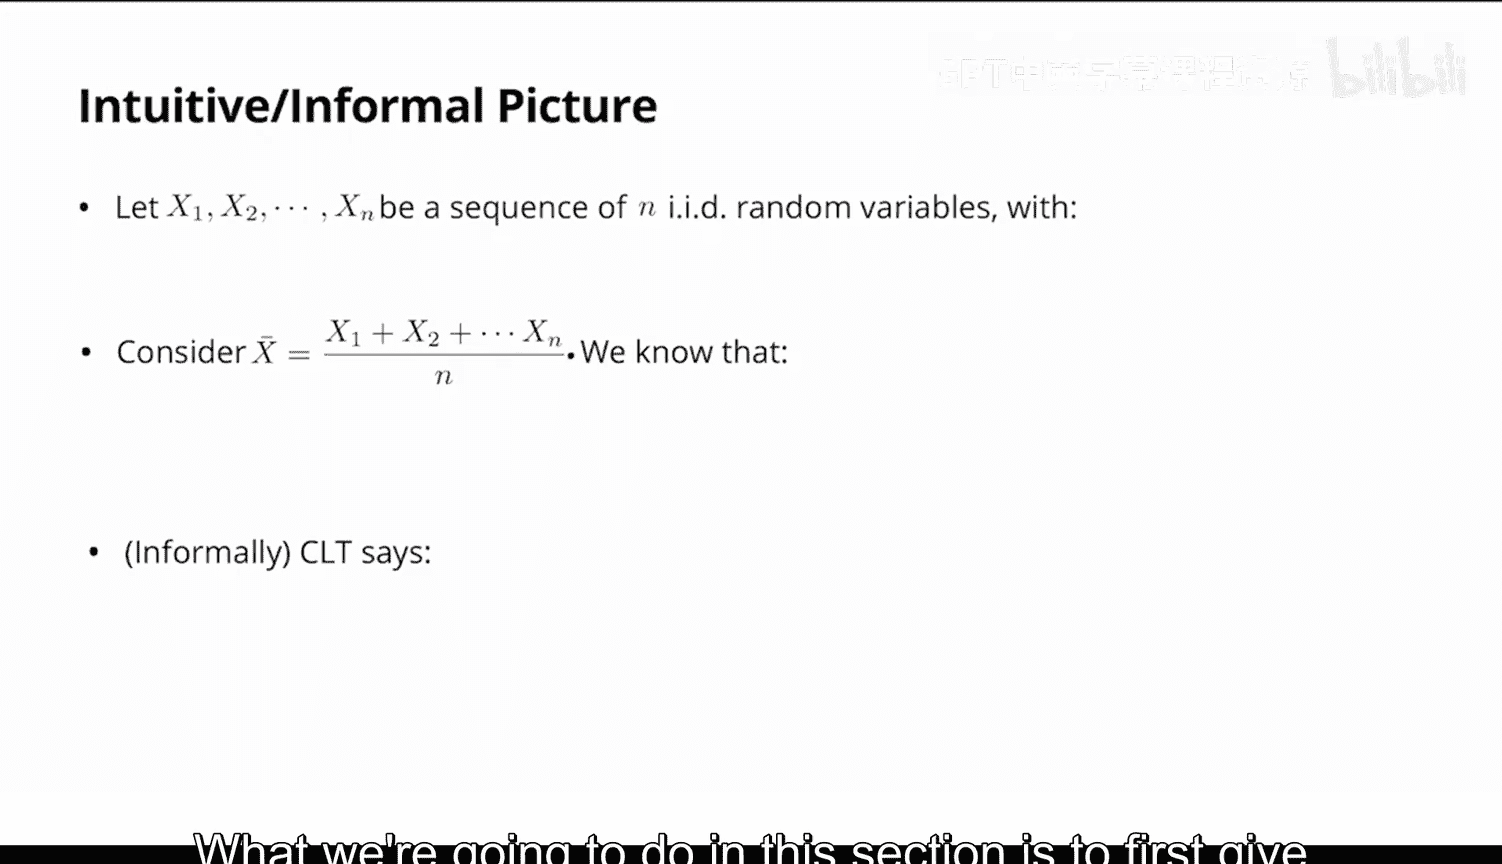 bilibili
Intuitive/Informal Picture
• Let X₁, X₂, ⋯ , Xₙ be a sequence of n i.i.d. random variables, with:
• Consider X̄ = (X₁ + X₂ + ⋯ Xₙ)/n. We know that:
• (Informally) CLT says:
What we're going to do in this section is to first give